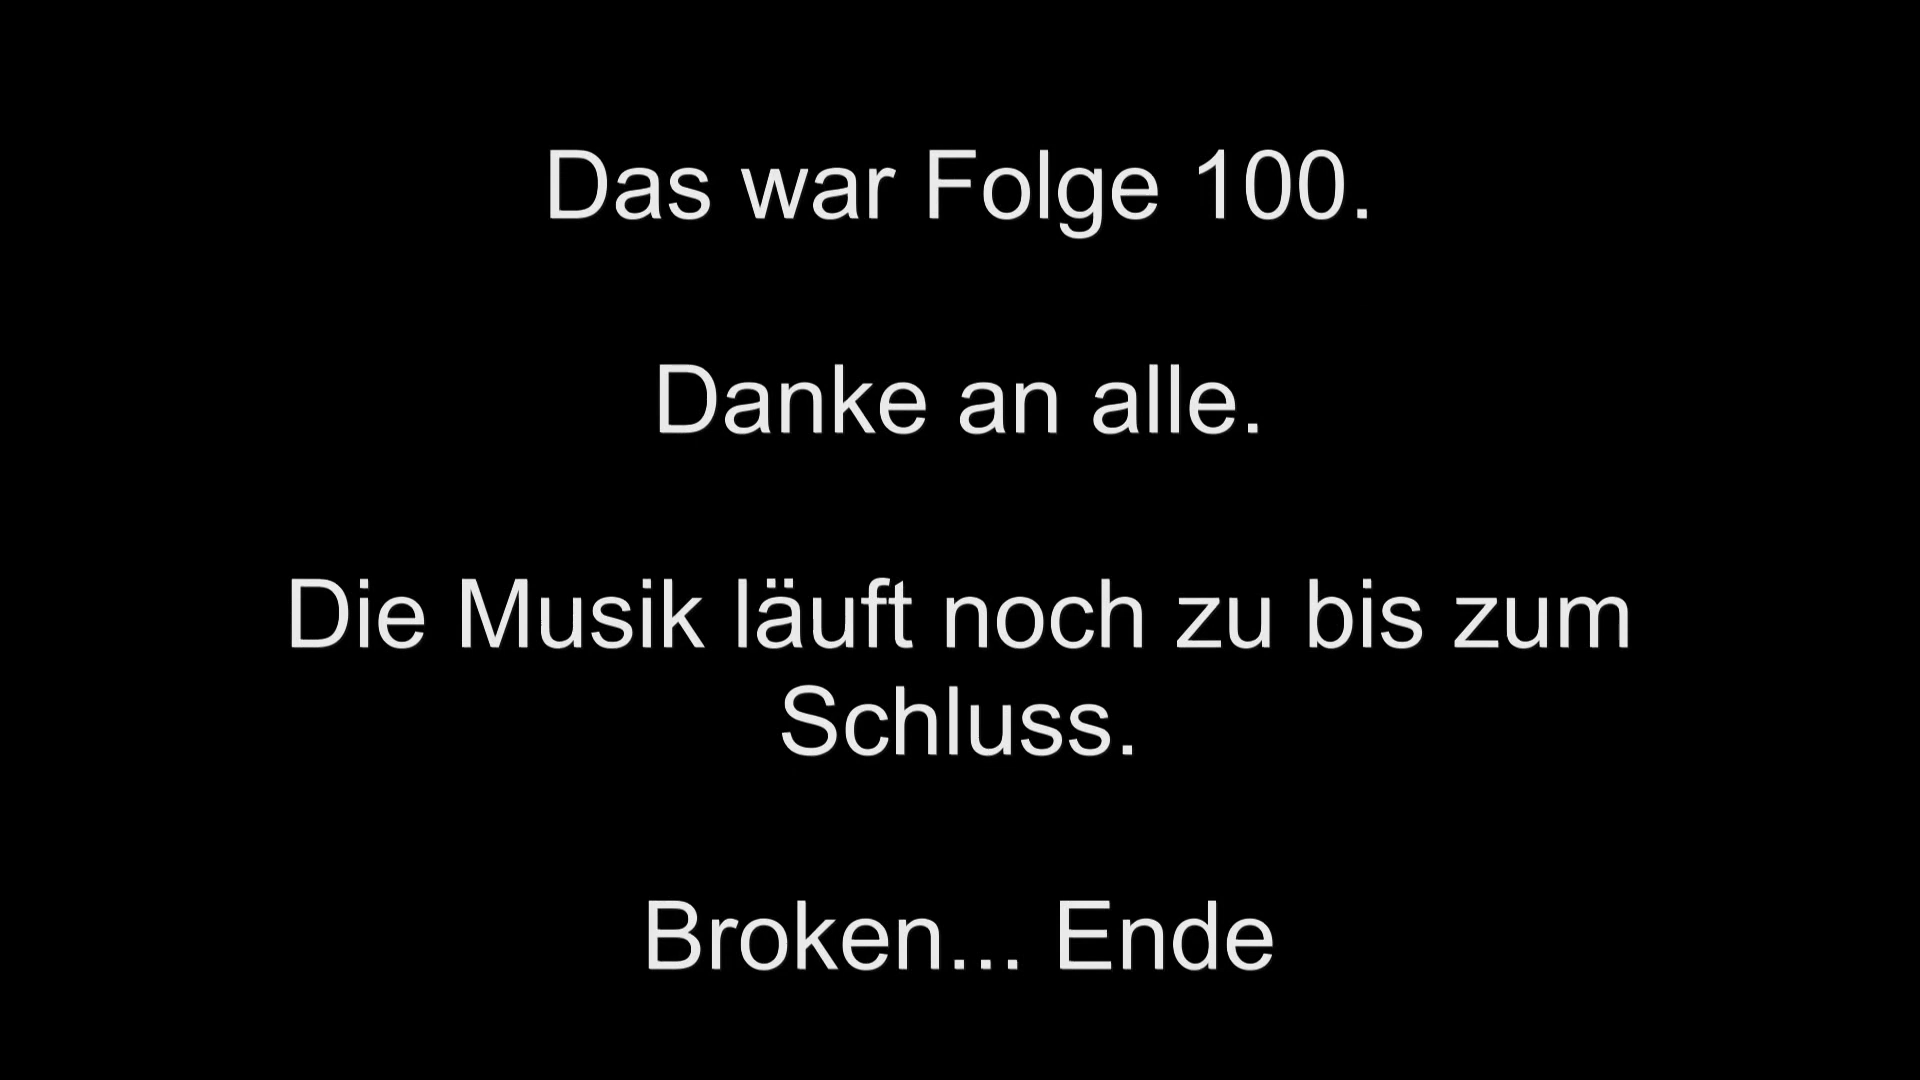 Das war Folge 100.
Danke an alle.
Die Musik läuft noch zu bis zum
Schluss.
Broken... Ende